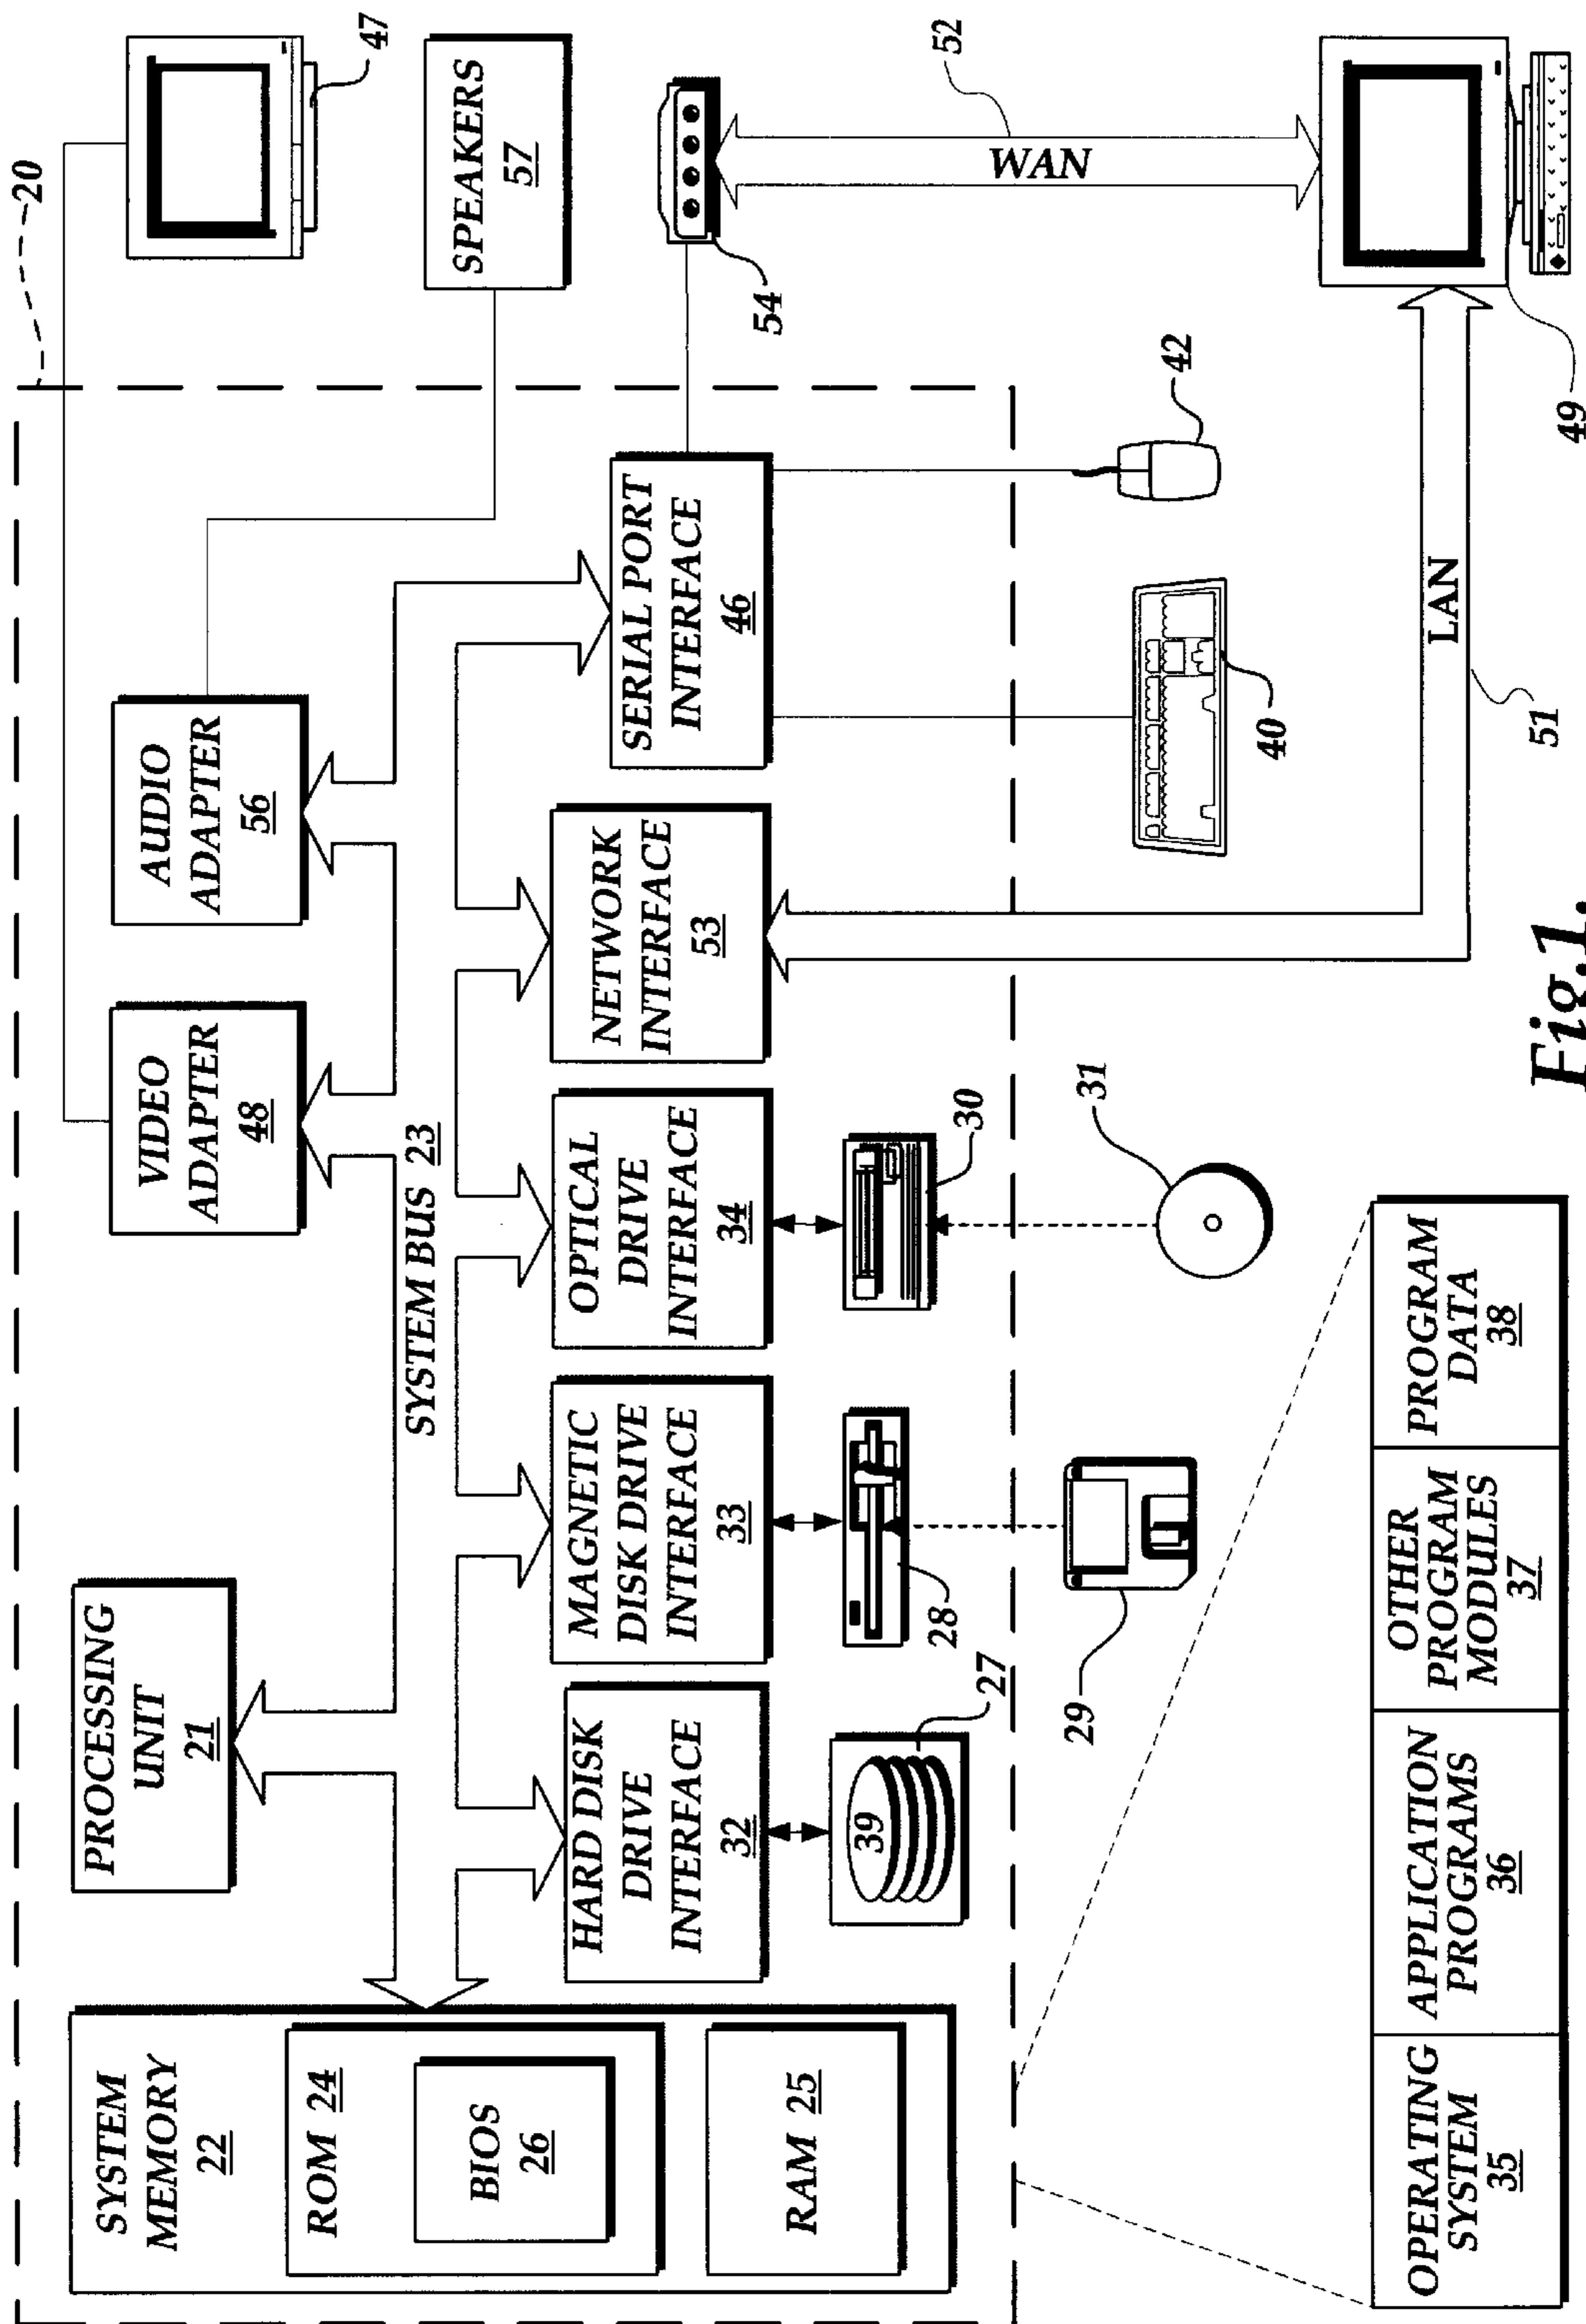 20
SYSTEM
MEMORY
22
ROM 24
BIOS
26
RAM 25
PROCESSING
UNIT
21
VIDEO
ADAPTER
48
AUDIO
ADAPTER
56
47
SPEAKERS
57
SYSTEM BUS 23
HARD DISK
DRIVE
INTERFACE
32
MAGNETIC
DISK DRIVE
INTERFACE
33
OPTICAL
DRIVE
INTERFACE
34
NETWORK
INTERFACE
53
SERIAL PORT
INTERFACE
46
54
39
27
28
30
29
31
40
42
WAN
52
LAN
51
49
OPERATING
SYSTEM
35
APPLICATION
PROGRAMS
36
OTHER
PROGRAM
MODULES
37
PROGRAM
DATA
38
Fig.1.